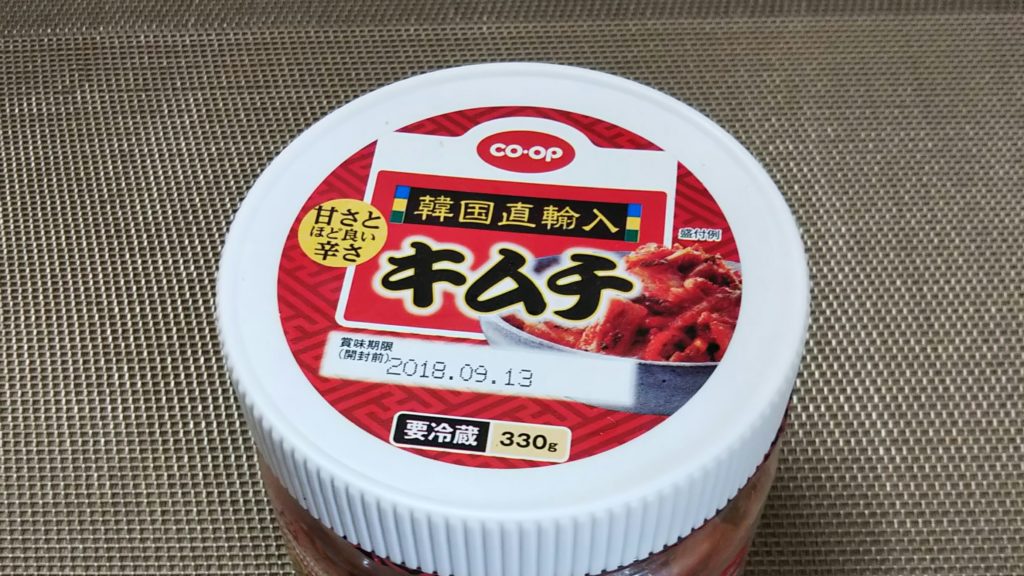 CO·OP
韓国直輸入
甘さと
ほど良い
辛さ
キムチ
盛付例
賞味期限
(開封前)2018.09.13
要冷蔵 330g